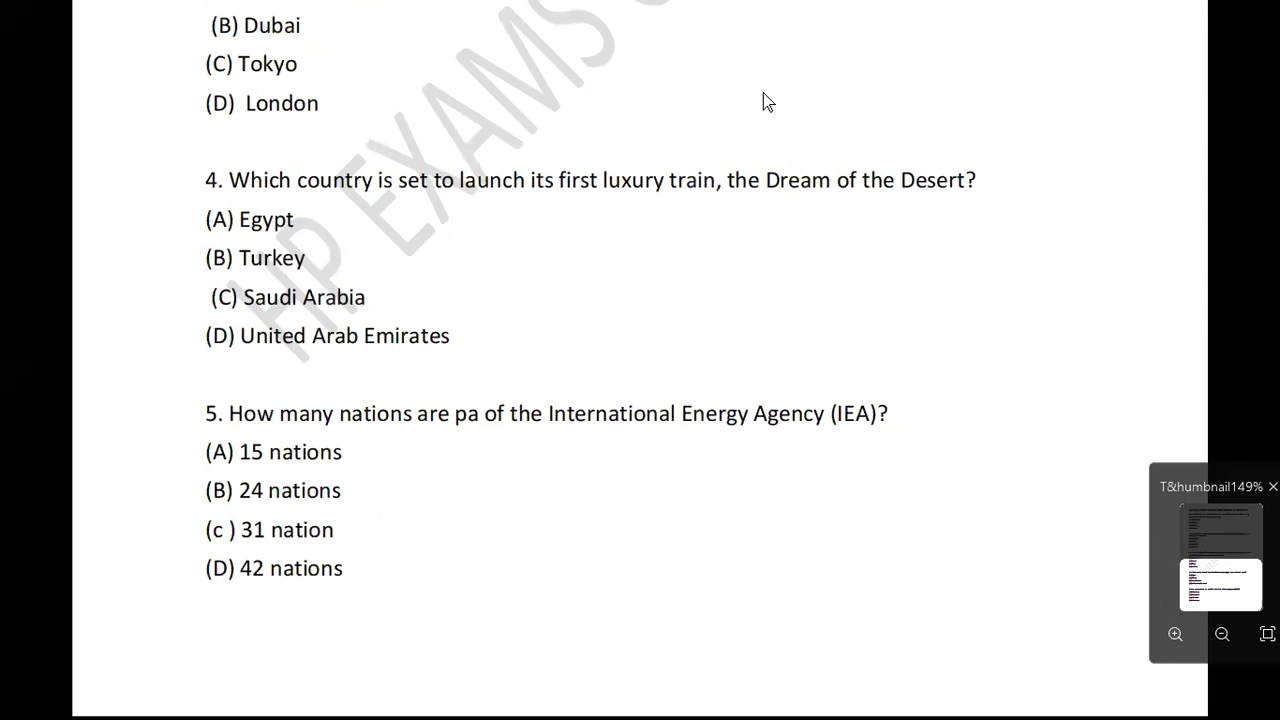 (B) Dubai
(C) Tokyo
(D) London
4. Which country is set to launch its first luxury train, the Dream of the Desert?
(A) Egypt
(B) Turkey
(C) Saudi Arabia
(D) United Arab Emirates
5. How many nations are pa of the International Energy Agency (IEA)?
(A) 15 nations
(B) 24 nations
(c ) 31 nation
(D) 42 nations
HP EXAMS
T&humbnail149%